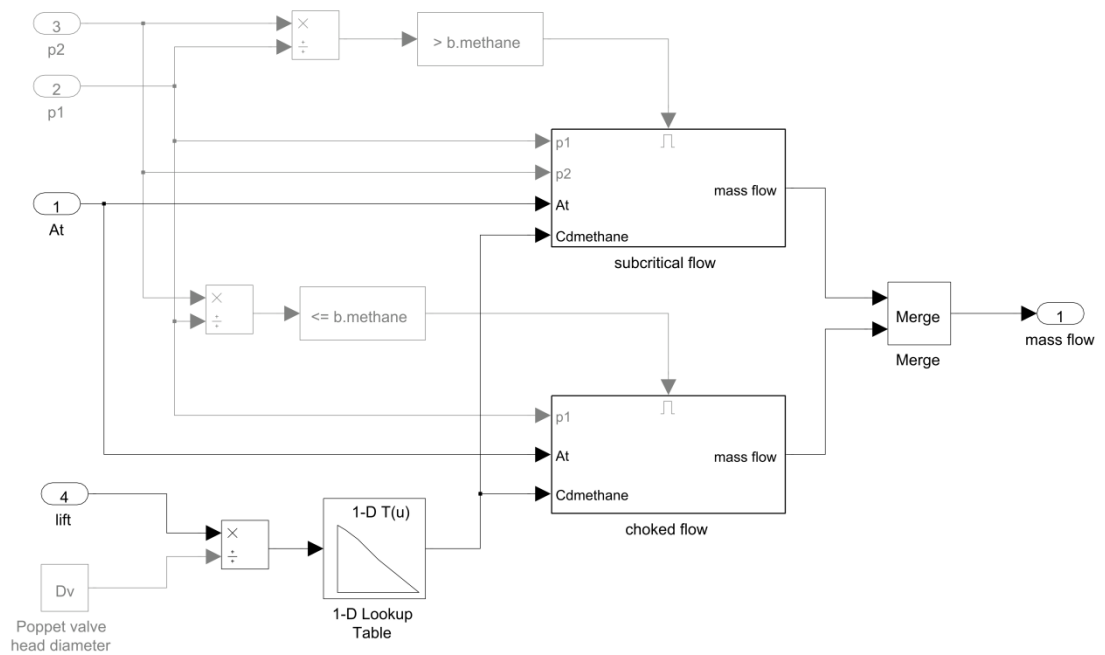 3
p2
×
÷
> b.methane
2
p1
p1
p2
At
Cdmethane
mass flow
subcritical flow
1
At
×
÷
<= b.methane
Merge
Merge
1
mass flow
p1
At
Cdmethane
mass flow
choked flow
4
lift
×
÷
1-D T(u)
1-D Lookup
Table
Dv
Poppet valve
head diameter